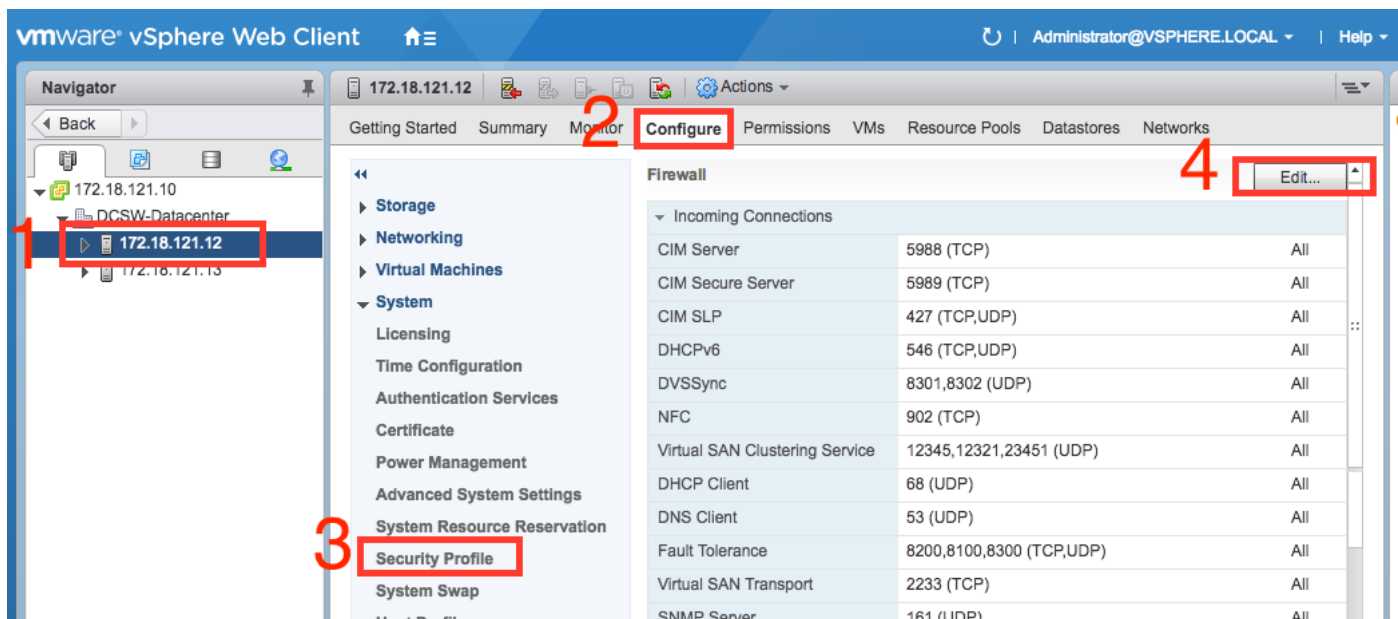 vmware® vSphere Web Client
Administrator@VSPHERE.LOCAL
Help
Navigator
Back
172.18.121.10
DCSW-Datacenter
1
172.18.121.12
172.18.121.13
172.18.121.12
Actions
2
Getting Started Summary Monitor Configure Permissions VMs Resource Pools Datastores Networks
Storage
Networking
Virtual Machines
System
Licensing
Time Configuration
Authentication Services
Certificate
Power Management
Advanced System Settings
System Resource Reservation
3
Security Profile
System Swap
Firewall
4
Edit...
Incoming Connections
CIM Server 5988 (TCP) All
CIM Secure Server 5989 (TCP) All
CIM SLP 427 (TCP,UDP) All
DHCPv6 546 (TCP,UDP) All
DVSSync 8301,8302 (UDP) All
NFC 902 (TCP) All
Virtual SAN Clustering Service 12345,12321,23451 (UDP) All
DHCP Client 68 (UDP) All
DNS Client 53 (UDP) All
Fault Tolerance 8200,8100,8300 (TCP,UDP) All
Virtual SAN Transport 2233 (TCP) All
SNMP Server 161 (UDP) All